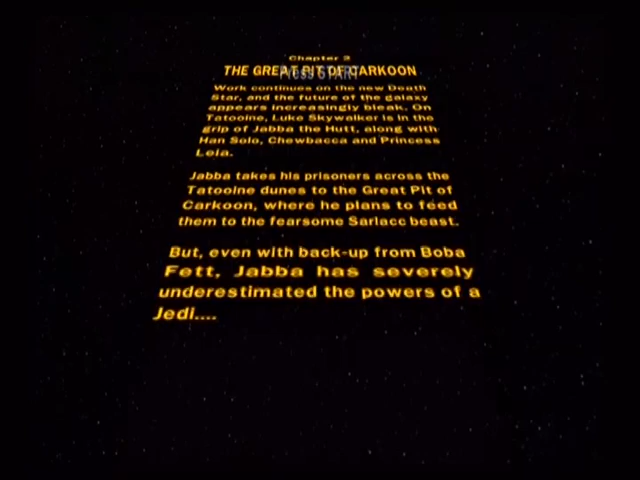 Chapter 2
THE GREAT PIT OF CARKOON
Press START
Work continues on the new Death
Star, and the future of the galaxy
appears increasingly bleak. On
Tatooine, Luke Skywalker is in the
grip of Jabba the Hutt, along with
Han Solo, Chewbacca and Princess
Leia.
Jabba takes his prisoners across the
Tatooine dunes to the Great Pit of
Carkoon, where he plans to feed
them to the fearsome Sarlacc beast.
But, even with back-up from Boba
Fett, Jabba has severely
underestimated the powers of a
Jedi....